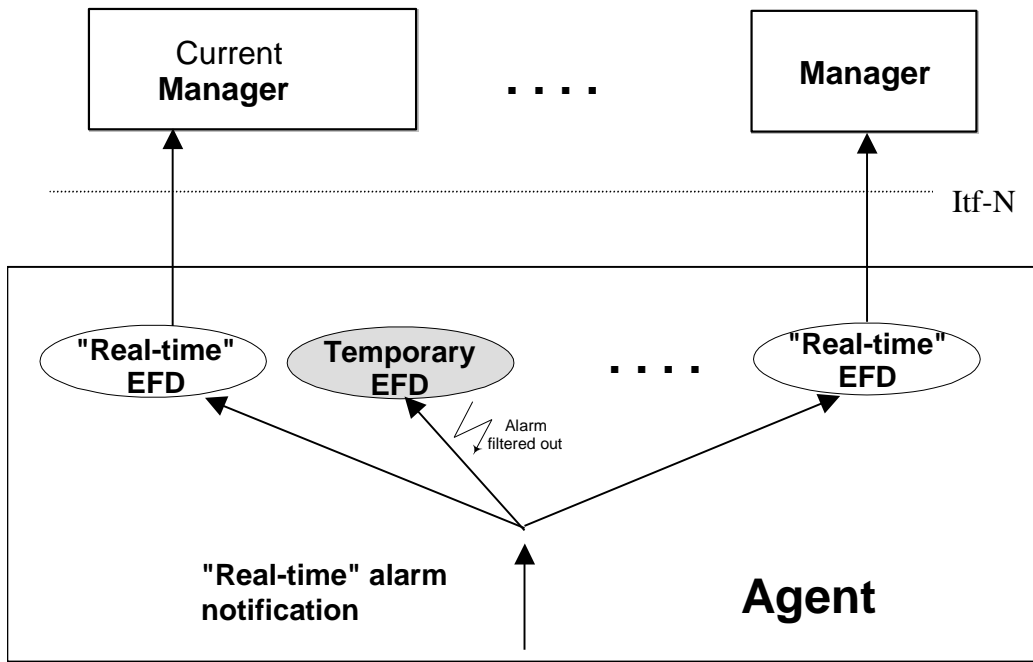 Current
Manager
. . . .
Manager
Itf-N
"Real-time"
EFD
Temporary
EFD
. . . .
"Real-time"
EFD
Alarm
filtered out
"Real-time" alarm
notification
Agent